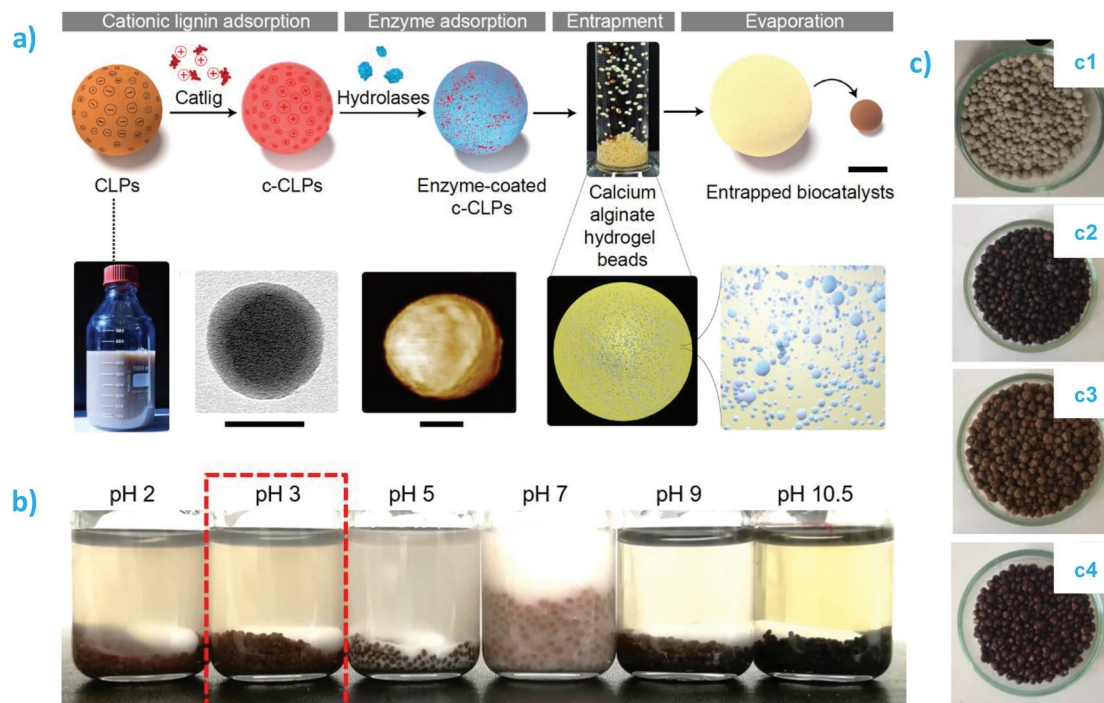 a)
Cationic lignin adsorption
Enzyme adsorption
Entrapment
Evaporation
Catlig
Hydrolases
CLPs
c-CLPs
Enzyme-coated
c-CLPs
Calcium
alginate
hydrogel
beads
Entrapped biocatalysts
b)
pH 2
pH 3
pH 5
pH 7
pH 9
pH 10.5
c)
c1
c2
c3
c4